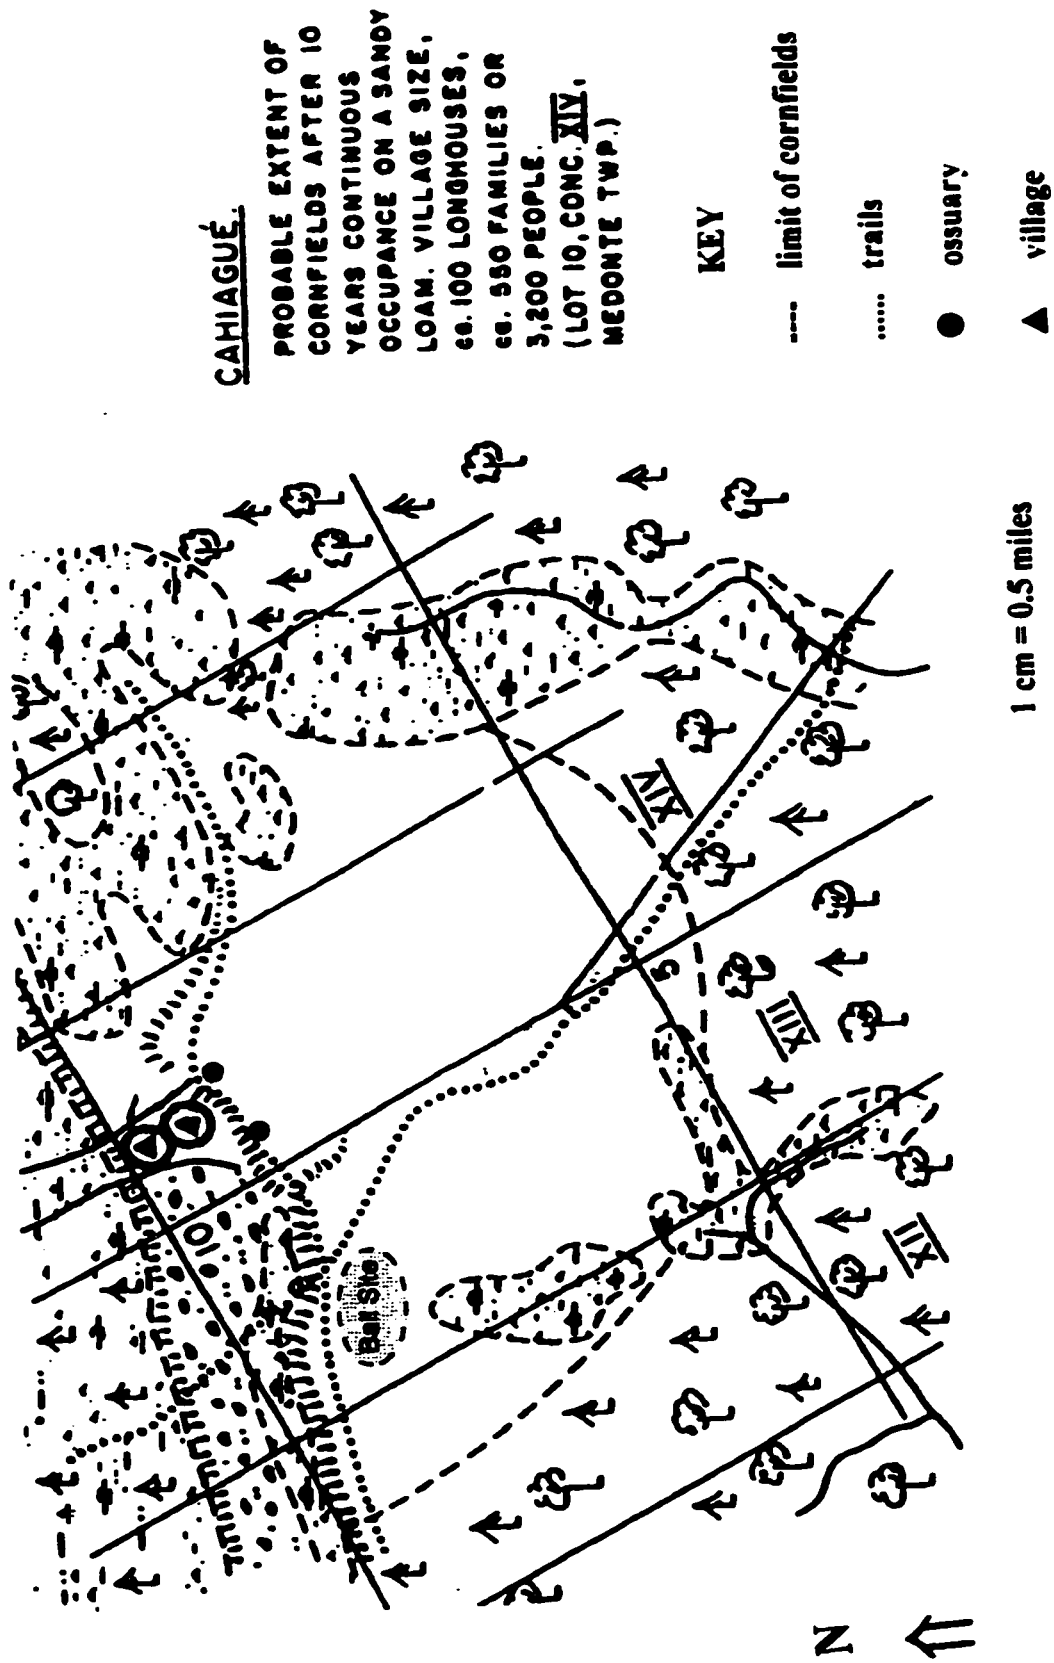 CAHIAGUÉ.
PROBABLE EXTENT OF
CORNFIELDS AFTER 10
YEARS CONTINUOUS
OCCUPANCE ON A SANDY
LOAM. VILLAGE SIZE,
ca. 100 LONGHOUSES,
ca. 550 FAMILIES OR
3,200 PEOPLE.
(LOT 10, CONC. XIV,
MEDONTE TWP.)
KEY
limit of cornfields
trails
ossuary
village
1 cm = 0.5 miles
N
10
Ball Site
5
XIV
XIII
XII